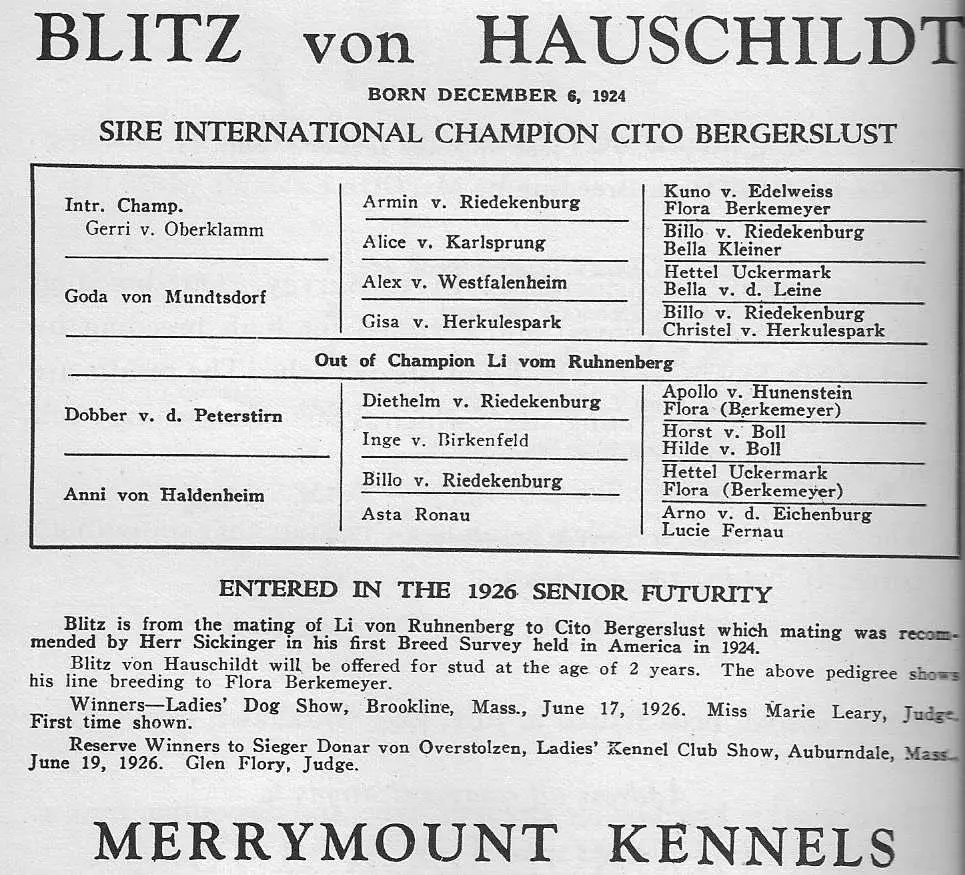 BLITZ von HAUSCHILDT
BORN DECEMBER 6, 1924
SIRE INTERNATIONAL CHAMPION CITO BERGERSLUST
Intr. Champ.
Gerri v. Oberklamm
Goda von Mundtsdorf
Armin v. Riedekenburg
Alice v. Karlsprung
Alex v. Westfalenheim
Gisa v. Herkulespark
Kuno v. Edelweiss
Flora Berkemeyer
Billo v. Riedekenburg
Bella Kleiner
Hettel Uckermark
Bella v. d. Leine
Billo v. Riedekenburg
Christel v. Herkulespark
Out of Champion Li vom Ruhnenberg
Dobber v. d. Peterstirn
Anni von Haldenheim
Diethelm v. Riedekenburg
Inge v. Birkenfeld
Billo v. Riedekenburg
Asta Ronau
Apollo v. Hunenstein
Flora (Berkemeyer)
Horst v. Boll
Hilde v. Boll
Hettel Uckermark
Flora (Berkemeyer)
Arno v. d. Eichenburg
Lucie Fernau
ENTERED IN THE 1926 SENIOR FUTURITY
Blitz is from the mating of Li von Ruhnenberg to Cito Bergerslust which mating was recom-
mended by Herr Sickinger in his first Breed Survey held in America in 1924.
Blitz von Hauschildt will be offered for stud at the age of 2 years. The above pedigree shows
his line breeding to Flora Berkemeyer.
Winners—Ladies' Dog Show, Brookline, Mass., June 17, 1926. Miss Marie Leary, Judge.
First time shown.
Reserve Winners to Sieger Donar von Overstolzen, Ladies' Kennel Club Show, Auburndale, Mass.
June 19, 1926. Glen Flory, Judge.
MERRYMOUNT KENNELS